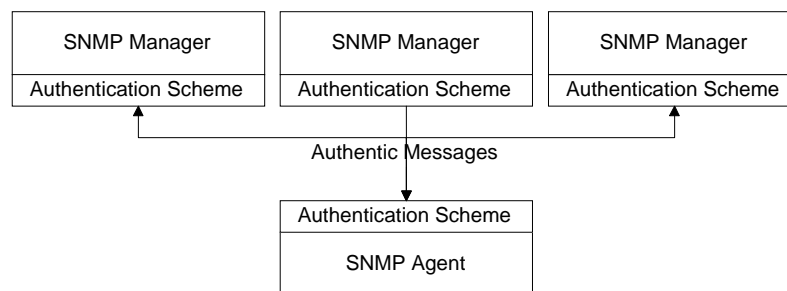 SNMP Manager
SNMP Manager
SNMP Manager
Authentication Scheme
Authentication Scheme
Authentication Scheme
Authentic Messages
Authentication Scheme
SNMP Agent